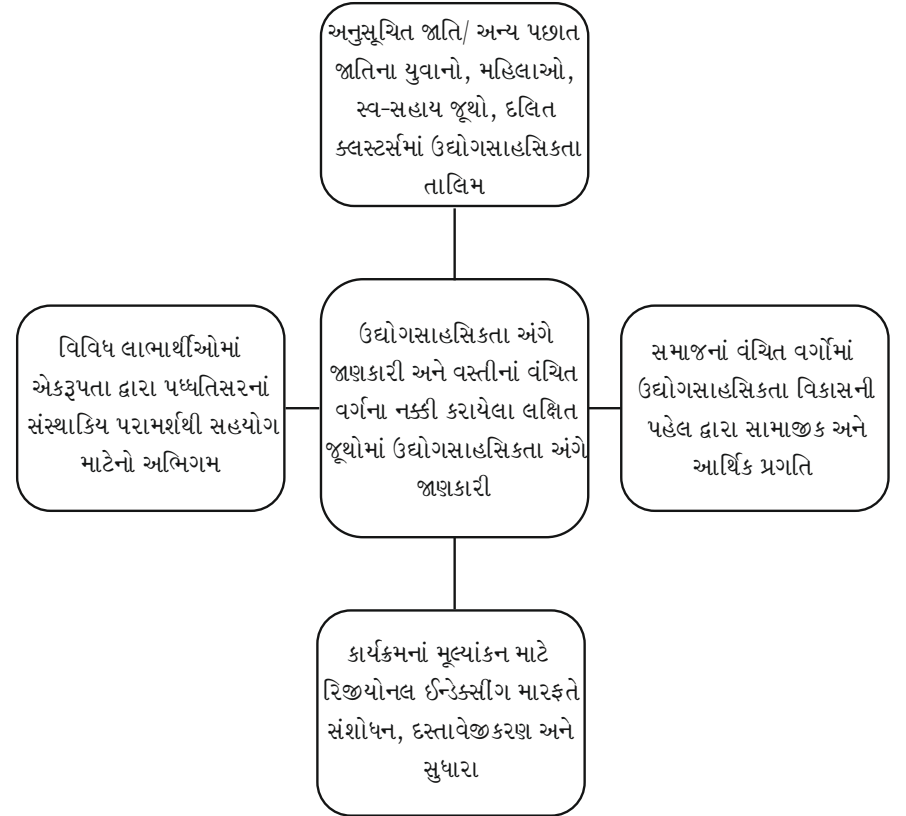 અનુસૂચિત જાતિ/ અન્ય પછાત
જાતિના યુવાનો, મહિલાઓ,
સ્વ-સહાય જૂથો, દલિત
ક્લસ્ટર્સમાં ઉદ્યોગસાહસિકતા
તાલિમ
વિવિધ લાભાર્થીઓમાં
એકરૂપતા દ્વારા પધ્ધતિસરનાં
સંસ્થાકિય પરામર્શથી સહયોગ
માટેનો અભિગમ
ઉદ્યોગસાહસિકતા અંગે
જાણકારી અને વસ્તીનાં વંચિત
વર્ગના નક્કી કરાયેલા લક્ષિત
જૂથોમાં ઉદ્યોગસાહસિકતા અંગે
જાણકારી
સમાજનાં વંચિત વર્ગોમાં
ઉદ્યોગસાહસિકતા વિકાસની
પહેલ દ્વારા સામાજીક અને
આર્થિક પ્રગતિ
કાર્યક્રમનાં મૂલ્યાંકન માટે
રિજીયોનલ ઈન્ડેક્સીંગ મારફતે
સંશોધન, દસ્તાવેજીકરણ અને
સુધારા